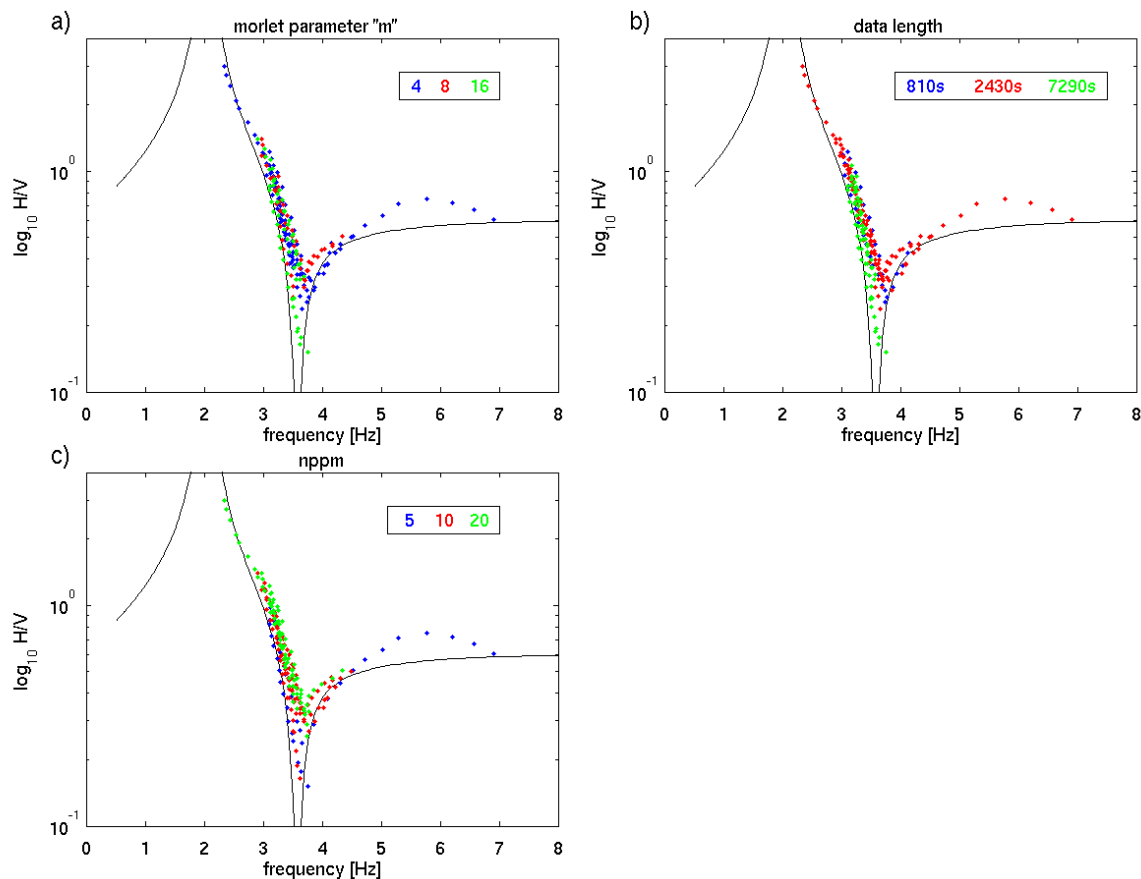 a)
morlet parameter "m"
4 8 16
log10 H/V
10^0
10^-1
0 1 2 3 4 5 6 7 8
frequency [Hz]
b)
data length
810s 2430s 7290s
log10 H/V
10^0
10^-1
0 1 2 3 4 5 6 7 8
frequency [Hz]
c)
nppm
5 10 20
log10 H/V
10^0
10^-1
0 1 2 3 4 5 6 7 8
frequency [Hz]